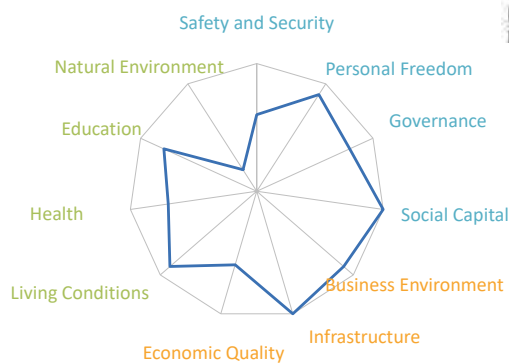 Safety and Security
Natural Environment
Personal Freedom
Education
Governance
Health
Social Capital
Living Conditions
Business Environment
Economic Quality
Infrastructure